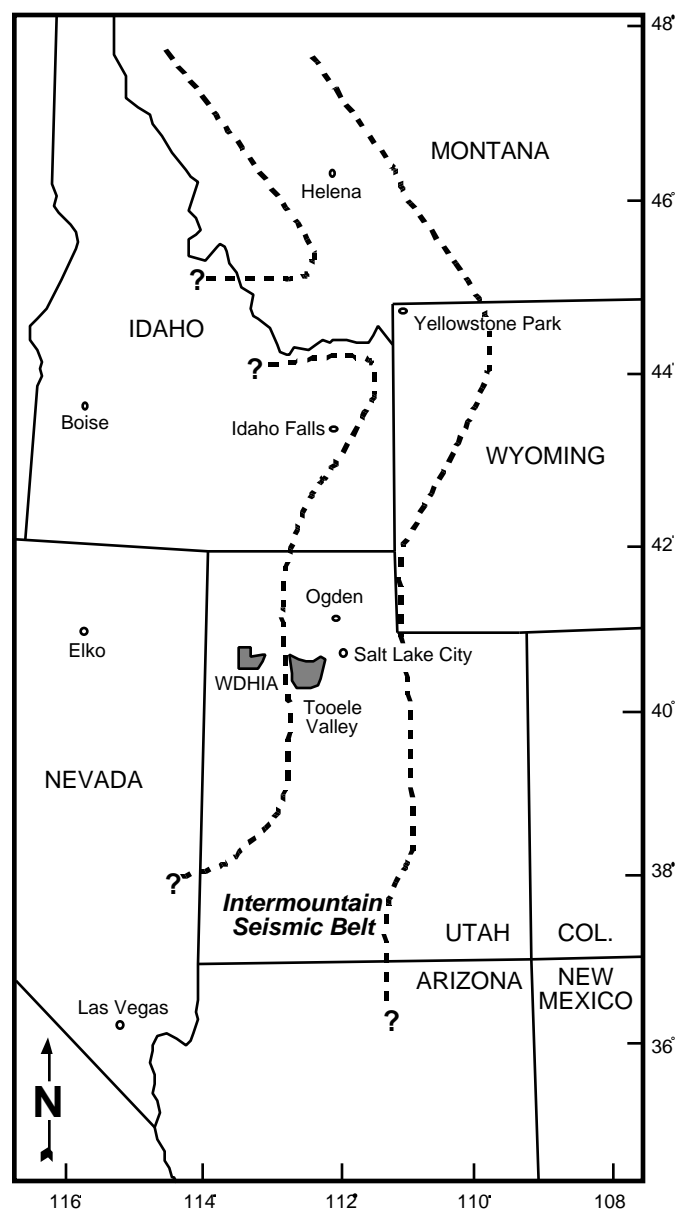 48°
MONTANA
Helena
46°
?
IDAHO
Yellowstone Park
?
44°
Boise
Idaho Falls
WYOMING
42°
Ogden
Elko
Salt Lake City
WDHIA
Tooele
Valley
40°
NEVADA
?
38°
Intermountain
Seismic Belt
UTAH
COL.
ARIZONA
NEW
MEXICO
Las Vegas
?
36°
N
116°
114°
112°
110°
108°